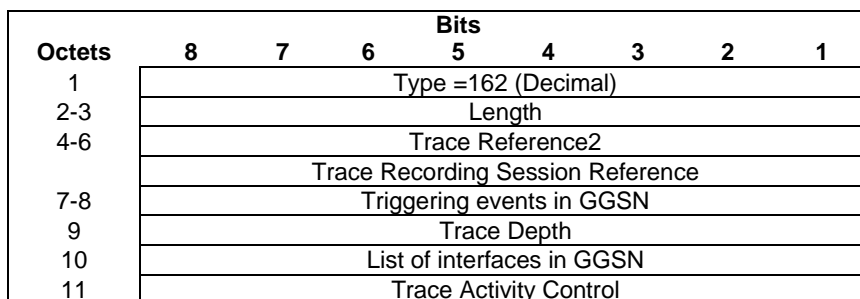 Bits
Octets 8 7 6 5 4 3 2 1
1 Type =162 (Decimal)
2-3 Length
4-6 Trace Reference2
Trace Recording Session Reference
7-8 Triggering events in GGSN
9 Trace Depth
10 List of interfaces in GGSN
11 Trace Activity Control